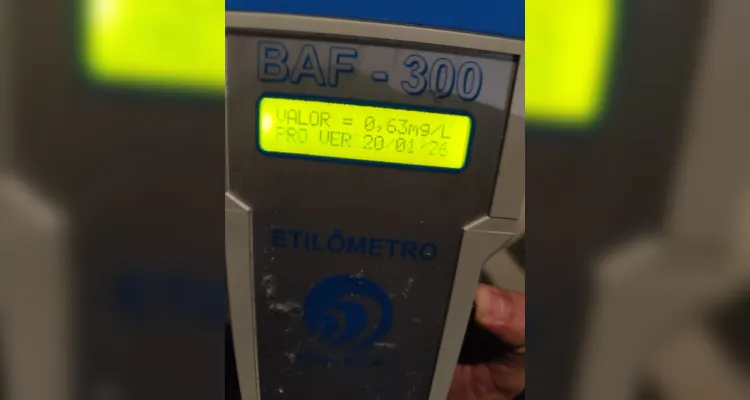 BAF - 300
VALOR = 0,63mg/L
PRO VER 20/01/26
ETILÔMETRO